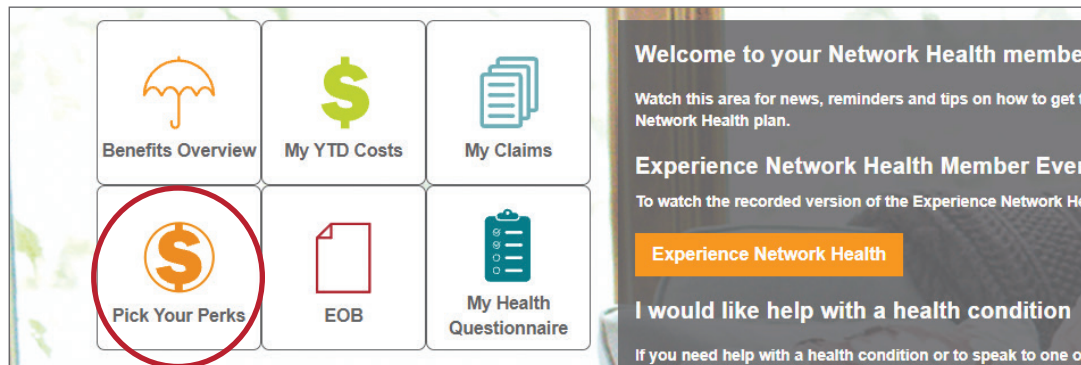 Benefits Overview
My YTD Costs
My Claims
Pick Your Perks
EOB
My Health
Questionnaire
Welcome to your Network Health
Watch this area for news, reminders and tips on how to get
Network Health plan.
Experience Network Health Member
To watch the recorded version of the Experience Network
Experience Network Health
I would like help with a health condition
If you need help with a health condition or to speak to one